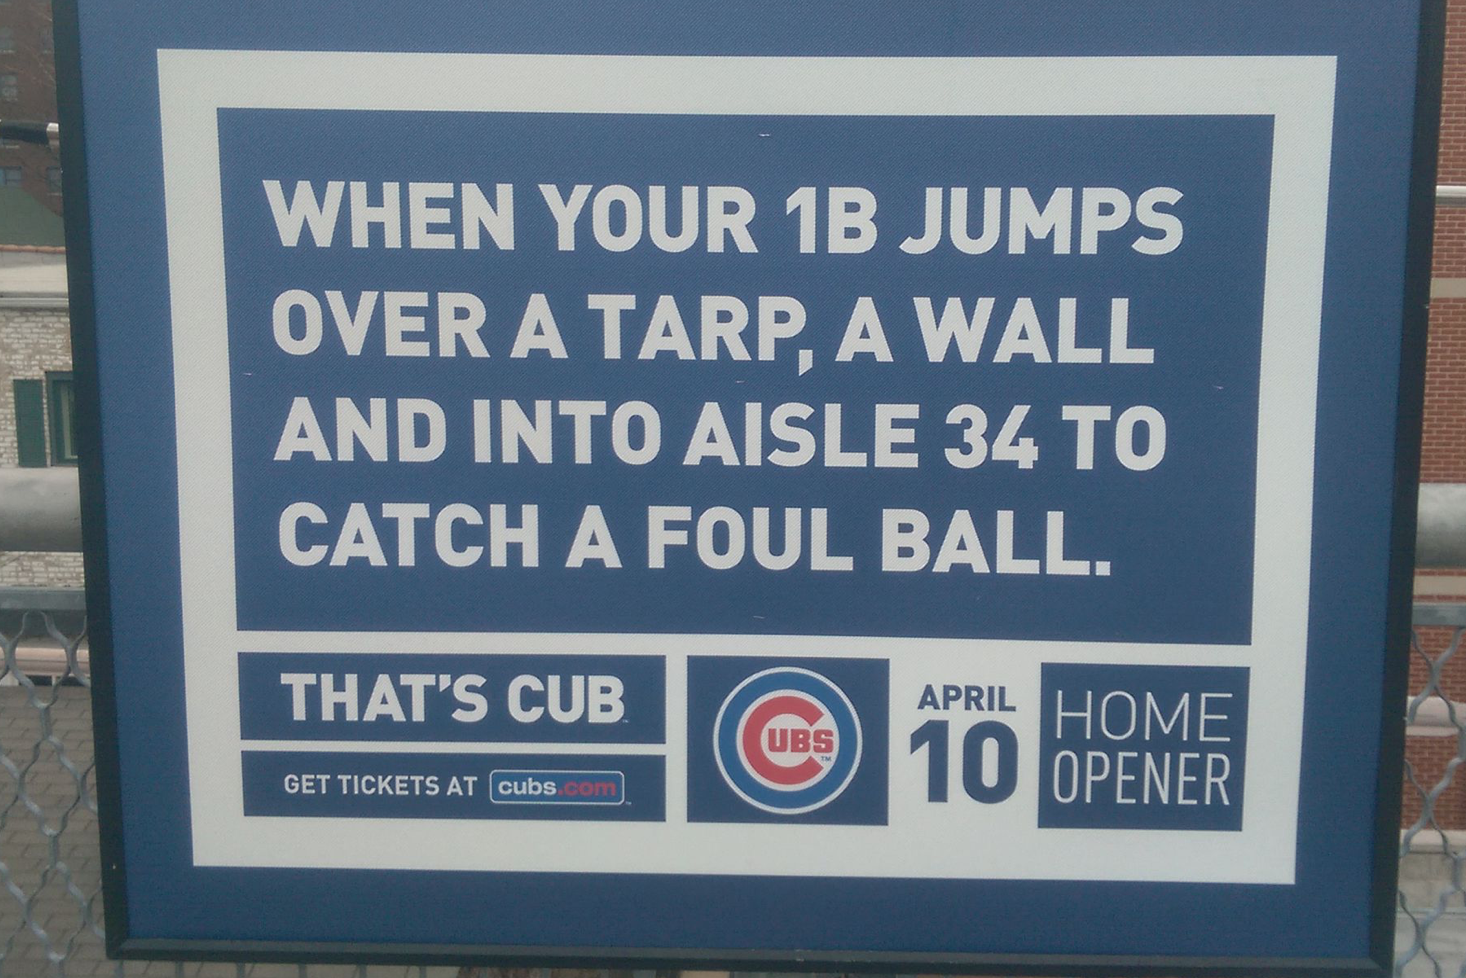 WHEN YOUR 1B JUMPS
OVER A TARP, A WALL
AND INTO AISLE 34 TO
CATCH A FOUL BALL.
THAT'S CUB
GET TICKETS AT cubs.com
CUBS
TM
APRIL
10
HOME
OPENER